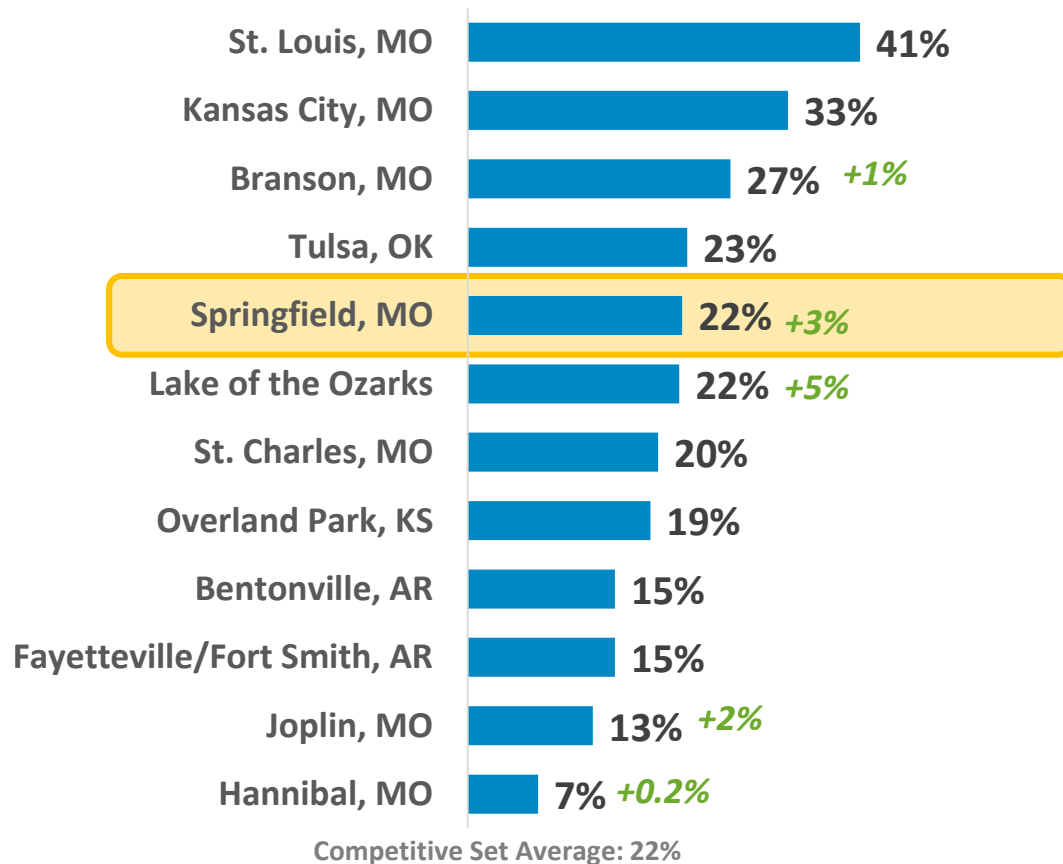 St. Louis, MO 41%
Kansas City, MO 33%
Branson, MO 27% +1%
Tulsa, OK 23%
Springfield, MO 22% +3%
Lake of the Ozarks 22% +5%
St. Charles, MO 20%
Overland Park, KS 19%
Bentonville, AR 15%
Fayetteville/Fort Smith, AR 15%
Joplin, MO 13% +2%
Hannibal, MO 7% +0.2%
Competitive Set Average: 22%